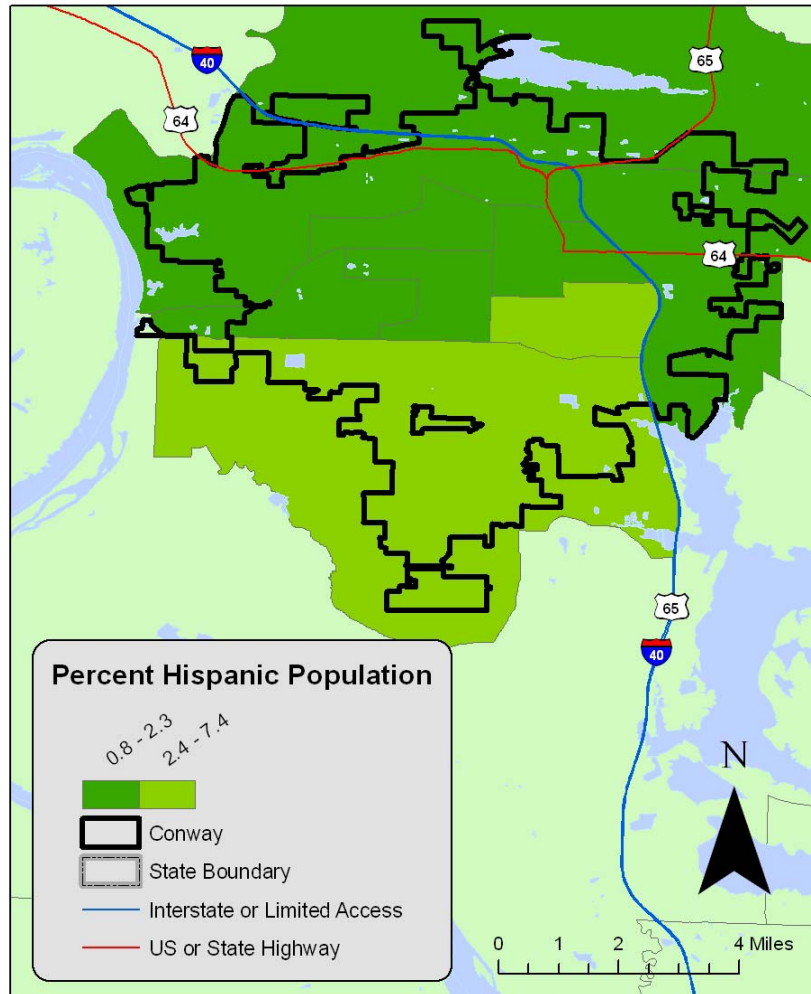 40
65
64
64
65
40
Percent Hispanic Population
0.8 - 2.3
2.4 - 7.4
Conway
State Boundary
Interstate or Limited Access
US or State Highway
N
0 1 2 4 Miles